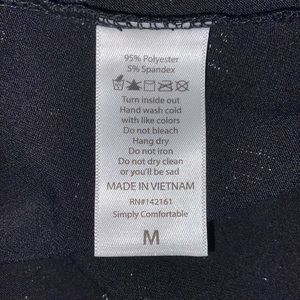 95% Polyester
5% Spandex
Turn inside out
Hand wash cold
with like colors
Do not bleach
Hang dry
Do not iron
Do not dry clean
or you'll be sad
MADE IN VIETNAM
RN#142161
Simply Comfortable
M